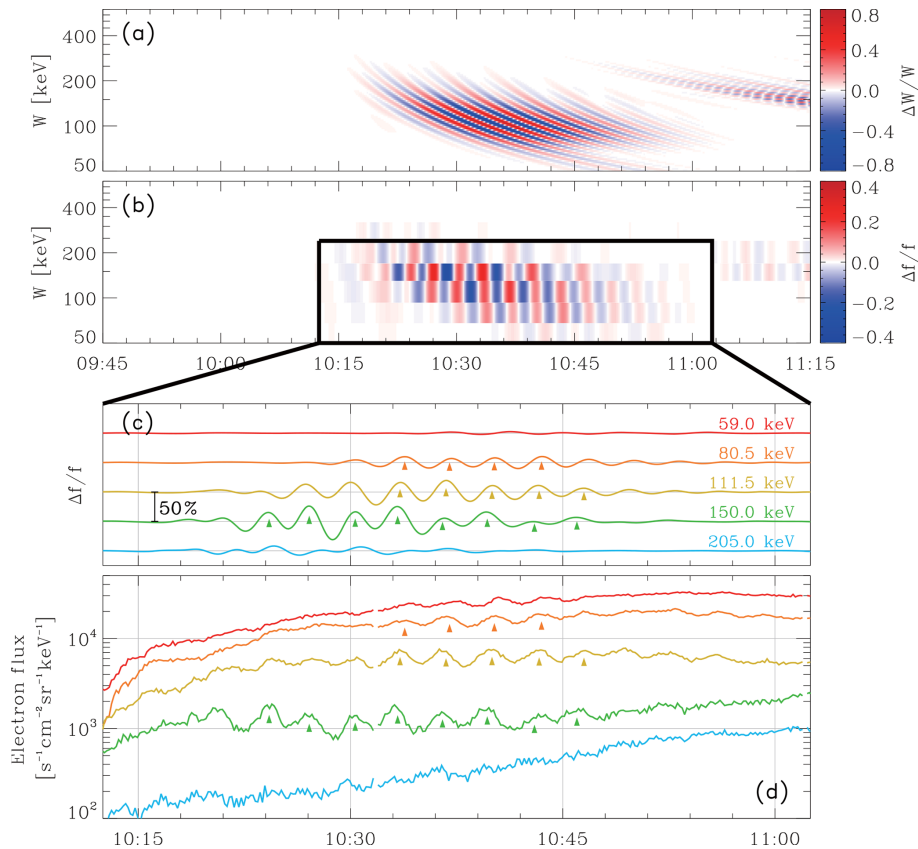 (a)
W [keV]
400
200
100
50
0.8
0.4
0.0
-0.4
-0.8
ΔW/W
(b)
W [keV]
400
200
100
50
0.4
0.2
0.0
-0.2
-0.4
Δf/f
09:45 10:00 10:15 10:30 10:45 11:00 11:15
(c)
Δf/f
50%
59.0 keV
80.5 keV
111.5 keV
150.0 keV
205.0 keV
Electron flux
[s⁻¹cm⁻²sr⁻¹keV⁻¹]
10⁴
10³
10²
(d)
10:15 10:30 10:45 11:00